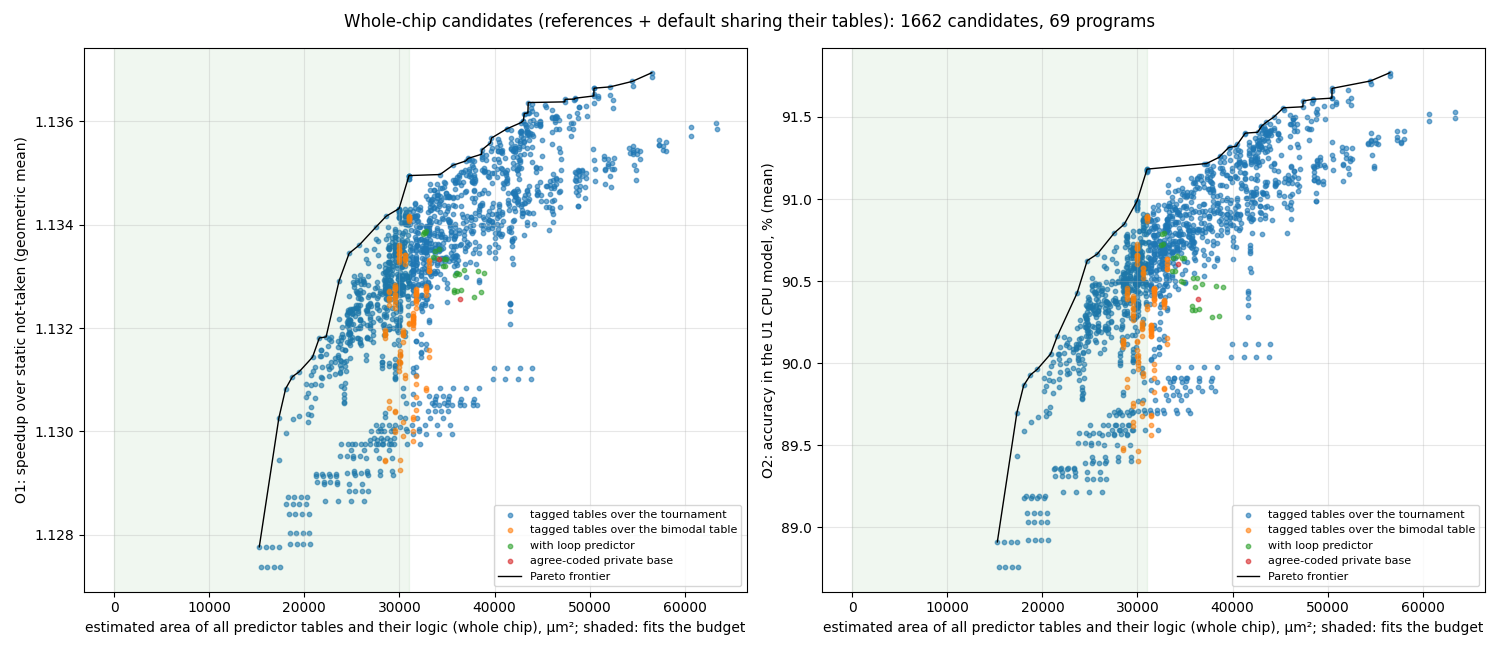 Whole-chip candidates (references + default sharing their tables): 1662 candidates, 69 programs
O1: speedup over static not-taken (geometric mean)
1.136
1.134
1.132
1.130
1.128
0 10000 20000 30000 40000 50000 60000
estimated area of all predictor tables and their logic (whole chip), µm²; shaded: fits the budget
tagged tables over the tournament
tagged tables over the bimodal table
with loop predictor
agree-coded private base
Pareto frontier
O2: accuracy in the U1 CPU model, % (mean)
91.5
91.0
90.5
90.0
89.5
89.0
0 10000 20000 30000 40000 50000 60000
estimated area of all predictor tables and their logic (whole chip), µm²; shaded: fits the budget
tagged tables over the tournament
tagged tables over the bimodal table
with loop predictor
agree-coded private base
Pareto frontier